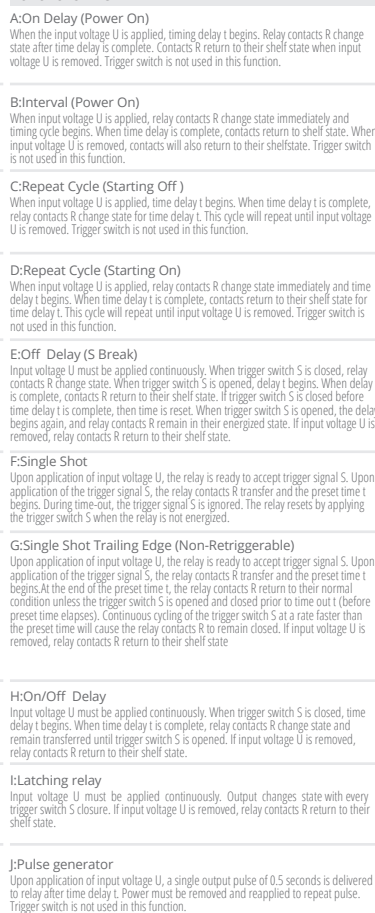 A:On Delay (Power On)
When the input voltage U is applied, timing delay t begins. Relay contacts R change
state after time delay is complete. Contacts R return to their shelf state when input
voltage U is removed. Trigger switch is not used in this function.
B:Interval (Power On)
When input voltage U is applied, relay contacts R change state immediately and
timing cycle begins. When time delay is complete, contacts return to shelf state. When
input voltage U is removed, contacts will also return to their shelfstate. Trigger switch
is not used in this function.
C:Repeat Cycle (Starting Off )
When input voltage U is applied, time delay t begins. When time delay t is complete,
relay contacts R change state for time delay t. This cycle will repeat until input voltage
U is removed. Trigger switch is not used in this function.
D:Repeat Cycle (Starting On)
When input voltage U is applied, relay contacts R change state immediately and time
delay t begins. When time delay t is complete, contacts return to their shelf state for
time delay t. This cycle will repeat until input voltage U is removed. Trigger switch is
not used in this function.
E:Off Delay (S Break)
Input voltage U must be applied continuously. When trigger switch S is closed, relay
contacts R change state. When trigger switch S is opened, delay t begins. When delay
is complete, contacts R return to their shelf state. If trigger switch S is closed before
time delay t is complete, then time is reset. When trigger switch S is opened, the delay
begins again, and relay contacts R remain in their energized state. If input voltage U is
removed, relay contacts R return to their shelf state.
F:Single Shot
Upon application of input voltage U, the relay is ready to accept trigger signal S. Upon
application of the trigger signal S, the relay contacts R transfer and the preset time t
begins. During time-out, the trigger signal S is ignored. The relay resets by applying
the trigger switch S when the relay is not energized.
G:Single Shot Trailing Edge (Non-Retriggerable)
Upon application of input voltage U, the relay is ready to accept trigger signal S. Upon
application of the trigger signal S, the relay contacts R transfer and the preset time t
begins.At the end of the preset time t, the relay contacts R return to their normal
condition unless the trigger switch S is opened and closed prior to time out t (before
preset time elapses). Continuous cycling of the trigger switch S at a rate faster than
the preset time will cause the relay contacts R to remain closed. If input voltage U is
removed, relay contacts R return to their shelf state
H:On/Off Delay
Input voltage U must be applied continuously. When trigger switch S is closed, time
delay t begins. When time delay t is complete, relay contacts R change state and
remain transferred until trigger switch S is opened. If input voltage U is removed,
relay contacts R return to their shelf state.
I:Latching relay
Input voltage U must be applied continuously. Output changes state with every
trigger switch S closure. If input voltage U is removed, relay contacts R return to their
shelf state.
J:Pulse generator
Upon application of input voltage U, a single output pulse of 0.5 seconds is delivered
to relay after time delay t. Power must be removed and reapplied to repeat pulse.
Trigger switch is not used in this function.